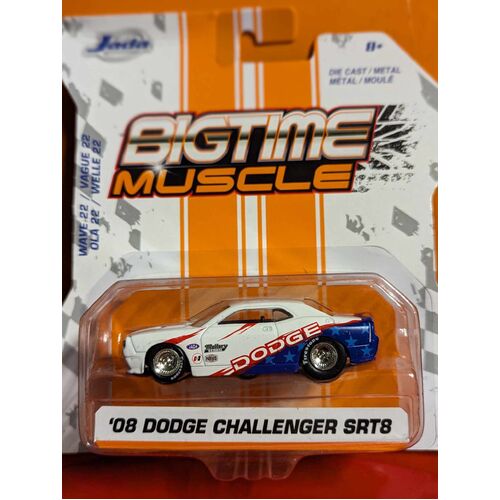 Jada
8+
DIE CAST / METAL
MÉTAL / MOULÉ
BIGTIME
MUSCLE
WAVE 22 / VAGUE 22
OLA 22 / WELLE 22
DODGE
'08 DODGE CHALLENGER SRT8